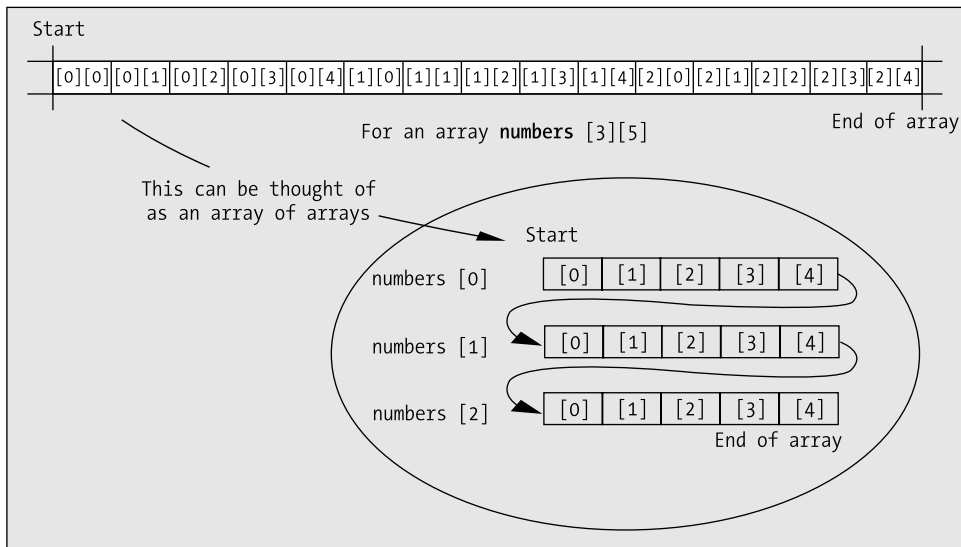 Start
[0][0] [0][1] [0][2] [0][3] [0][4] [1][0] [1][1] [1][2] [1][3] [1][4] [2][0] [2][1] [2][2] [2][3] [2][4]
End of array
For an array numbers [3][5]
This can be thought of
as an array of arrays
Start
numbers [0] [0] [1] [2] [3] [4]
numbers [1] [0] [1] [2] [3] [4]
numbers [2] [0] [1] [2] [3] [4]
End of array